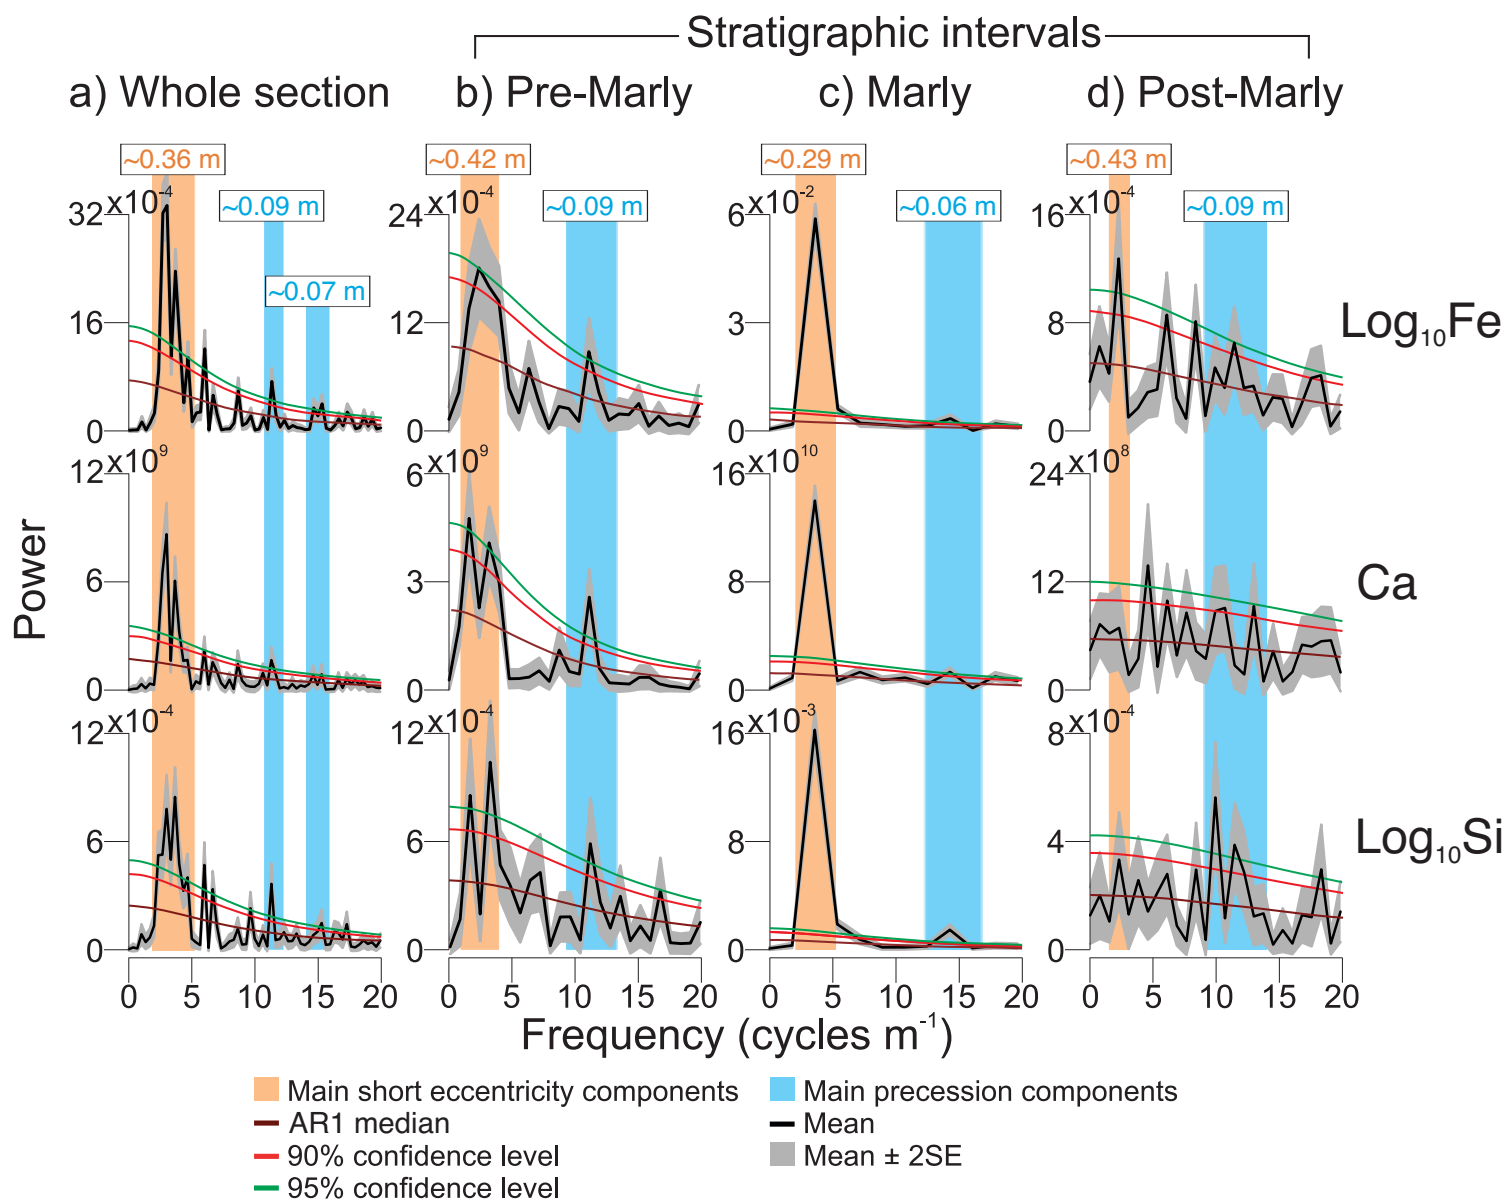 Stratigraphic intervals
a) Whole section
b) Pre-Marly
c) Marly
d) Post-Marly
~0.36 m
~0.42 m
~0.29 m
~0.43 m
~0.09 m
~0.09 m
~0.06 m
~0.09 m
~0.07 m
32 x10⁻⁴
16
0
24 x10⁻⁴
12
0
6 x10⁻²
3
0
16 x10⁻⁴
8
0
Log₁₀Fe
12 x10⁹
6
0
6 x10⁹
3
0
16 x10¹⁰
8
0
24 x10⁸
12
0
Ca
Power
12 x10⁻⁴
6
0
12 x10⁻⁴
6
0
16 x10⁻³
8
0
8 x10⁻⁴
4
0
Log₁₀Si
0 5 10 15 20
0 5 10 15 20
0 5 10 15 20
0 5 10 15 20
Frequency (cycles m⁻¹)
Main short eccentricity components
AR1 median
90% confidence level
95% confidence level
Main precession components
Mean
Mean ± 2SE